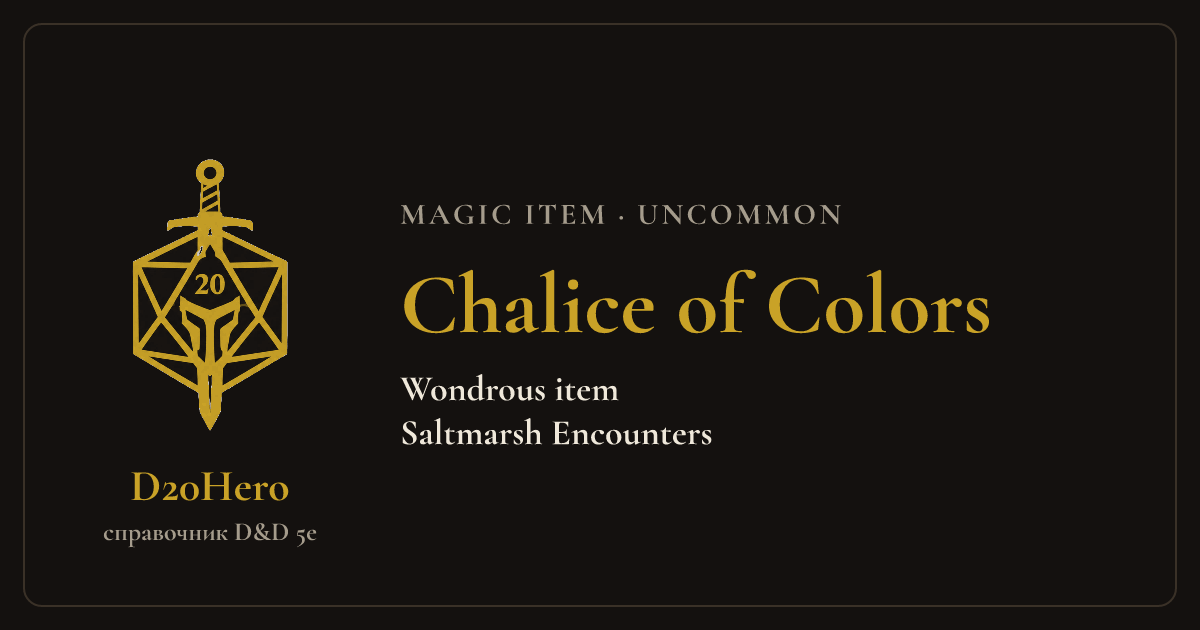 20
D20Hero
справочник D&D 5e
MAGIC ITEM · UNCOMMON
Chalice of Colors
Wondrous item
Saltmarsh Encounters